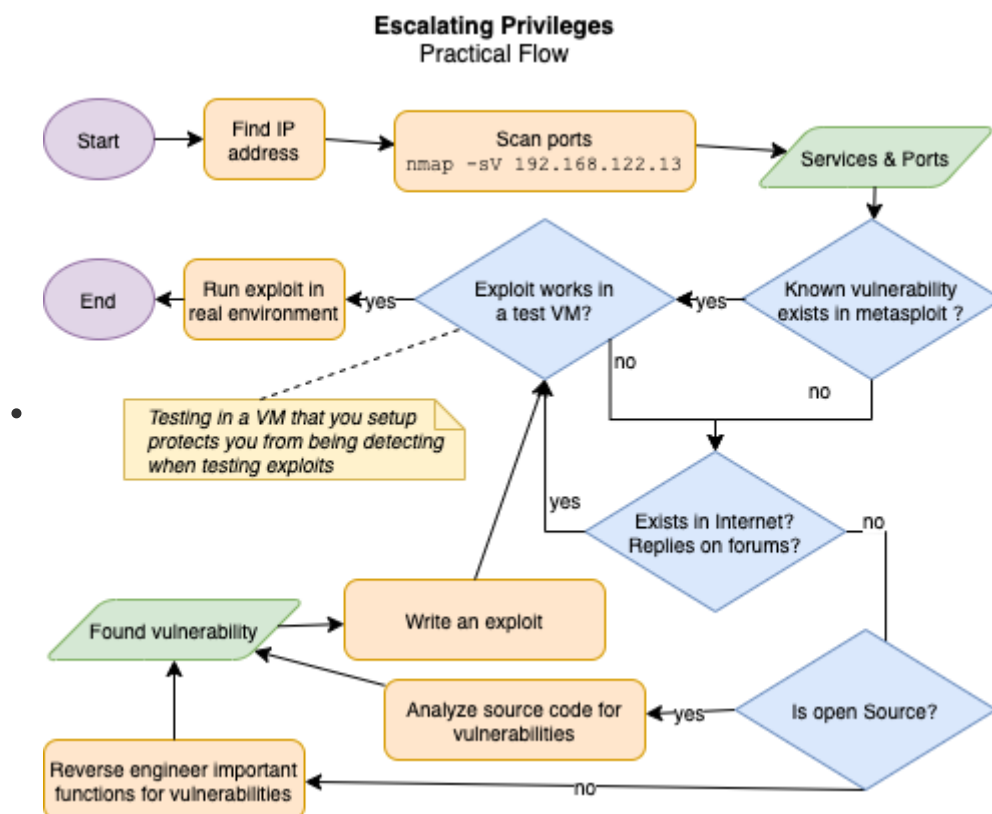 Escalating Privileges
Practical Flow
Start
Find IP
address
Scan ports
nmap -sV 192.168.122.13
Services & Ports
End
Run exploit in
real environment
yes
Exploit works in
a test VM?
yes
Known vulnerability
exists in metasploit ?
no
no
Testing in a VM that you setup
protects you from being detecting
when testing exploits
yes
Exists in Internet?
Replies on forums?
no
Found vulnerability
Write an exploit
Analyze source code for
vulnerabilities
yes
Is open Source?
Reverse engineer important
functions for vulnerabilities
no